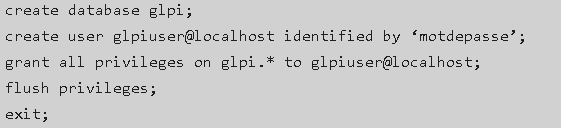 create database glpi;
create user glpiuser@localhost identified by ‘motdepasse’;
grant all privileges on glpi.* to glpiuser@localhost;
flush privileges;
exit;